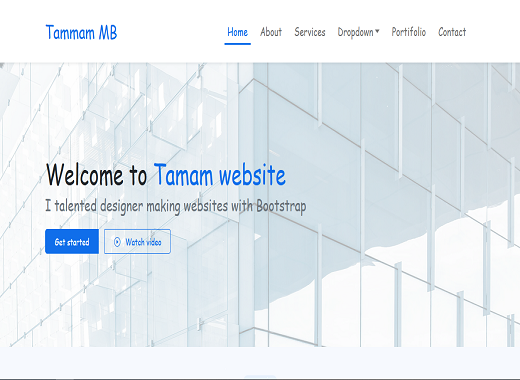 Tammam MB
Home About Services Dropdown Portifolio Contact
Welcome to Tamam website
I talented designer making websites with Bootstrap
Get started Watch video